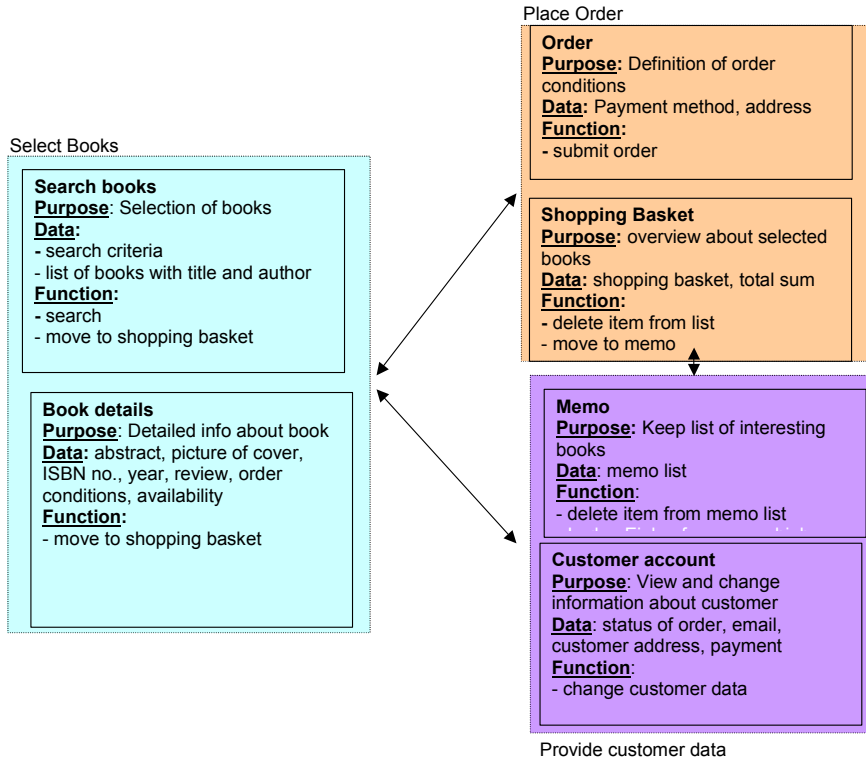 Select Books
Search books
Purpose: Selection of books
Data:
- search criteria
- list of books with title and author
Function:
- search
- move to shopping basket
Book details
Purpose: Detailed info about book
Data: abstract, picture of cover,
ISBN no., year, review, order
conditions, availability
Function:
- move to shopping basket
Place Order
Order
Purpose: Definition of order
conditions
Data: Payment method, address
Function:
- submit order
Shopping Basket
Purpose: overview about selected
books
Data: shopping basket, total sum
Function:
- delete item from list
- move to memo
Memo
Purpose: Keep list of interesting
books
Data: memo list
Function:
- delete item from memo list
Customer account
Purpose: View and change
information about customer
Data: status of order, email,
customer address, payment
Function:
- change customer data
Provide customer data